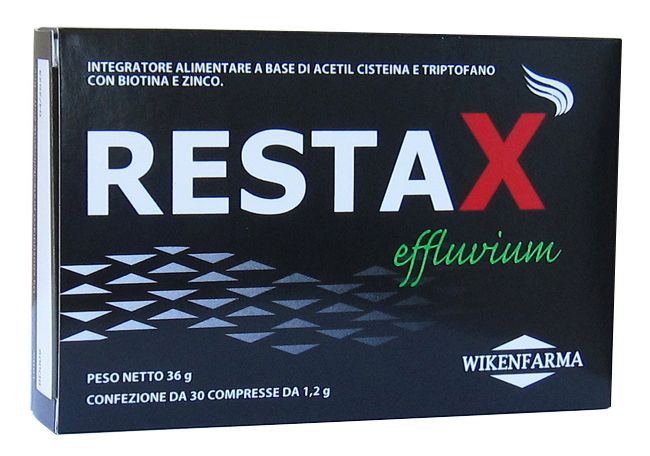 INTEGRATORE ALIMENTARE A BASE DI ACETIL CISTEINA E TRIPTOFANO
CON BIOTINA E ZINCO.
RESTAX
effluvium
WIKENFARMA
PESO NETTO 36 g
CONFEZIONE DA 30 COMPRESSE DA 1,2 g